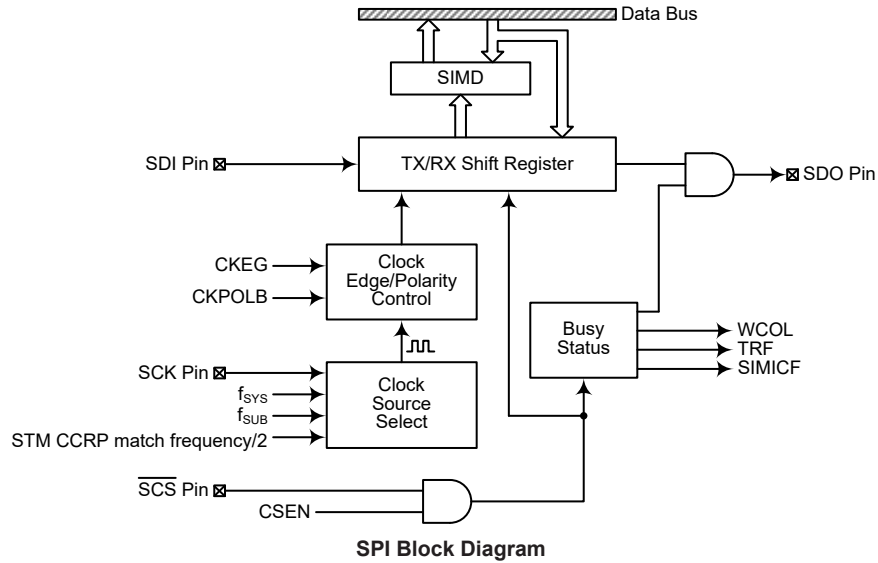 Data Bus
SIMD
SDI Pin
TX/RX Shift Register
SDO Pin
CKEG
CKPOLB
Clock
Edge/Polarity
Control
Busy
Status
WCOL
TRF
SIMICF
SCK Pin
fSYS
fSUB
STM CCRP match frequency/2
Clock
Source
Select
SCS Pin
CSEN
SPI Block Diagram